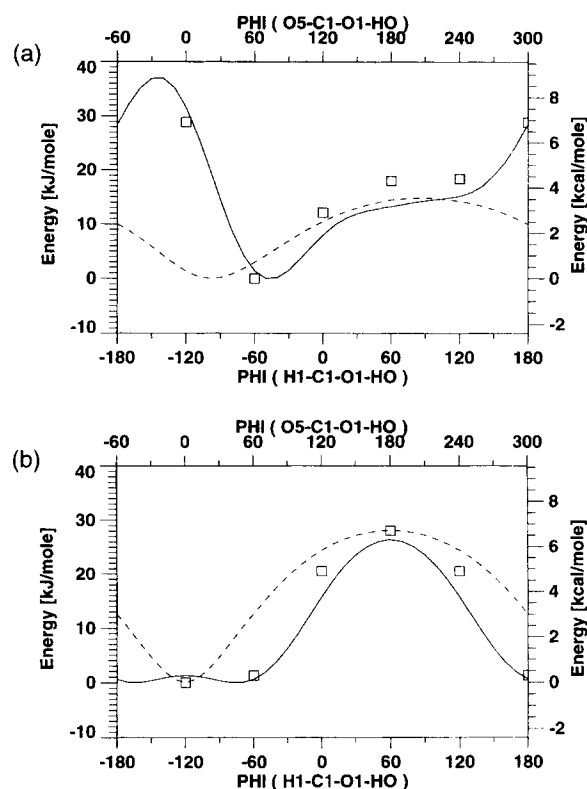 PHI ( O5-C1-O1-HO )
-60 0 60 120 180 240 300
(a)
40
30
20
10
0
-10
Energy [kJ/mole]
8
6
4
2
0
-2
Energy [kcal/mole]
-180 -120 -60 0 60 120 180
PHI ( H1-C1-O1-HO )
PHI ( O5-C1-O1-HO )
-60 0 60 120 180 240 300
(b)
40
30
20
10
0
-10
Energy [kJ/mole]
8
6
4
2
0
-2
Energy [kcal/mole]
-180 -120 -60 0 60 120 180
PHI ( H1-C1-O1-HO )